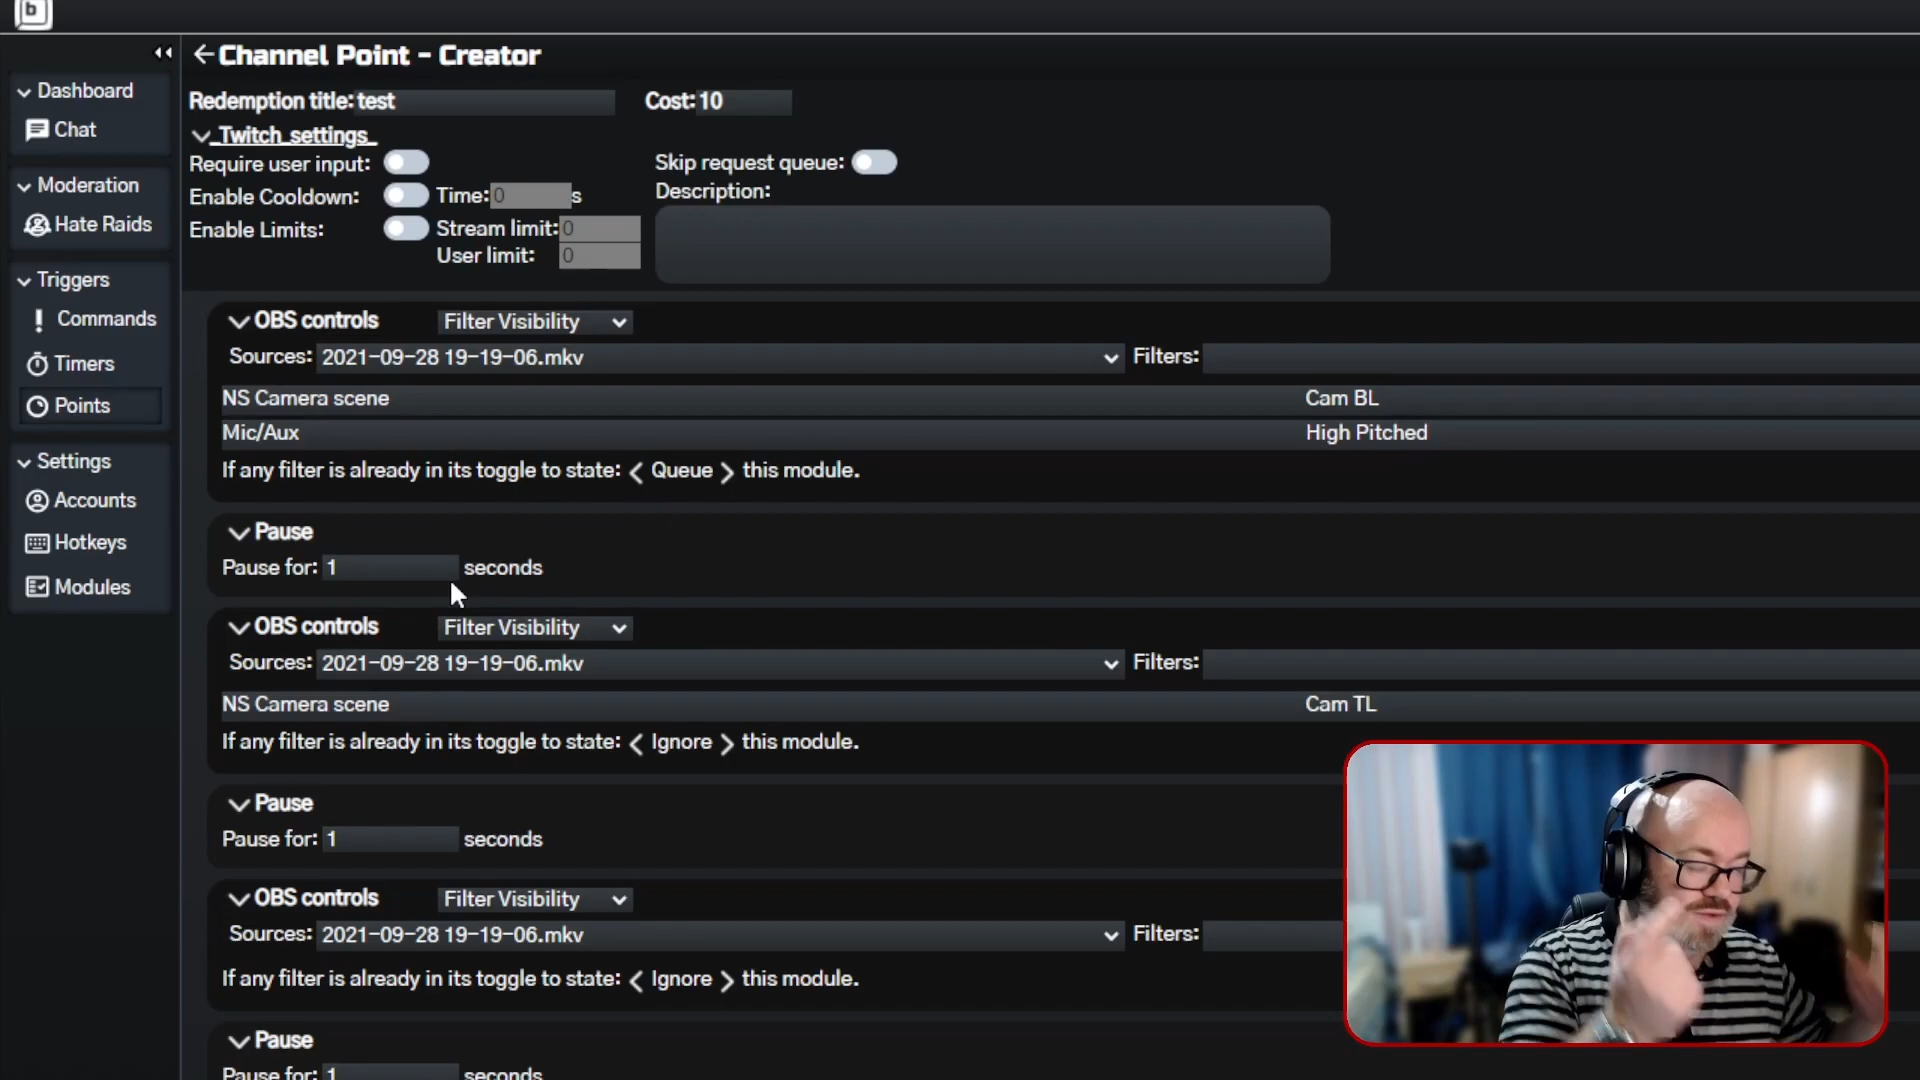 b
Channel Point - Creator
Dashboard
Chat
Moderation
Hate Raids
Triggers
Commands
Timers
Points
Settings
Accounts
Hotkeys
Modules
Redemption title: test Cost: 10
_Twitch_settings_
Require user input: Skip request queue:
Enable Cooldown: Time: 0 s Description:
Enable Limits: Stream limit: 0
User limit: 0
OBS controls Filter Visibility
Sources: 2021-09-28 19-19-06.mkv Filters:
NS Camera scene Cam BL
Mic/Aux High Pitched
If any filter is already in its toggle to state: < Queue > this module.
Pause
Pause for: 1 seconds
OBS controls Filter Visibility
Sources: 2021-09-28 19-19-06.mkv Filters:
NS Camera scene Cam TL
If any filter is already in its toggle to state: < Ignore > this module.
Pause
Pause for: 1 seconds
OBS controls Filter Visibility
Sources: 2021-09-28 19-19-06.mkv Filters:
If any filter is already in its toggle to state: < Ignore > this module.
Pause
Pause for: 1 seconds